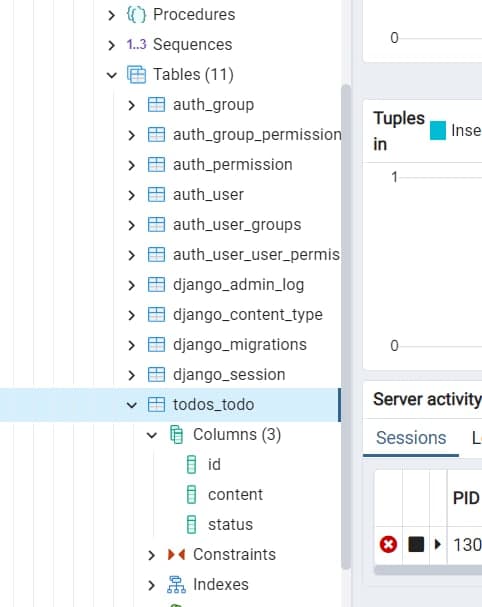 Procedures
1..3 Sequences
Tables (11)
auth_group
auth_group_permission
auth_permission
auth_user
auth_user_groups
auth_user_user_permis
django_admin_log
django_content_type
django_migrations
django_session
todos_todo
Columns (3)
id
content
status
Constraints
Indexes
0
Tuples in
Inse
1
0
Server activity
Sessions
L
PID
130